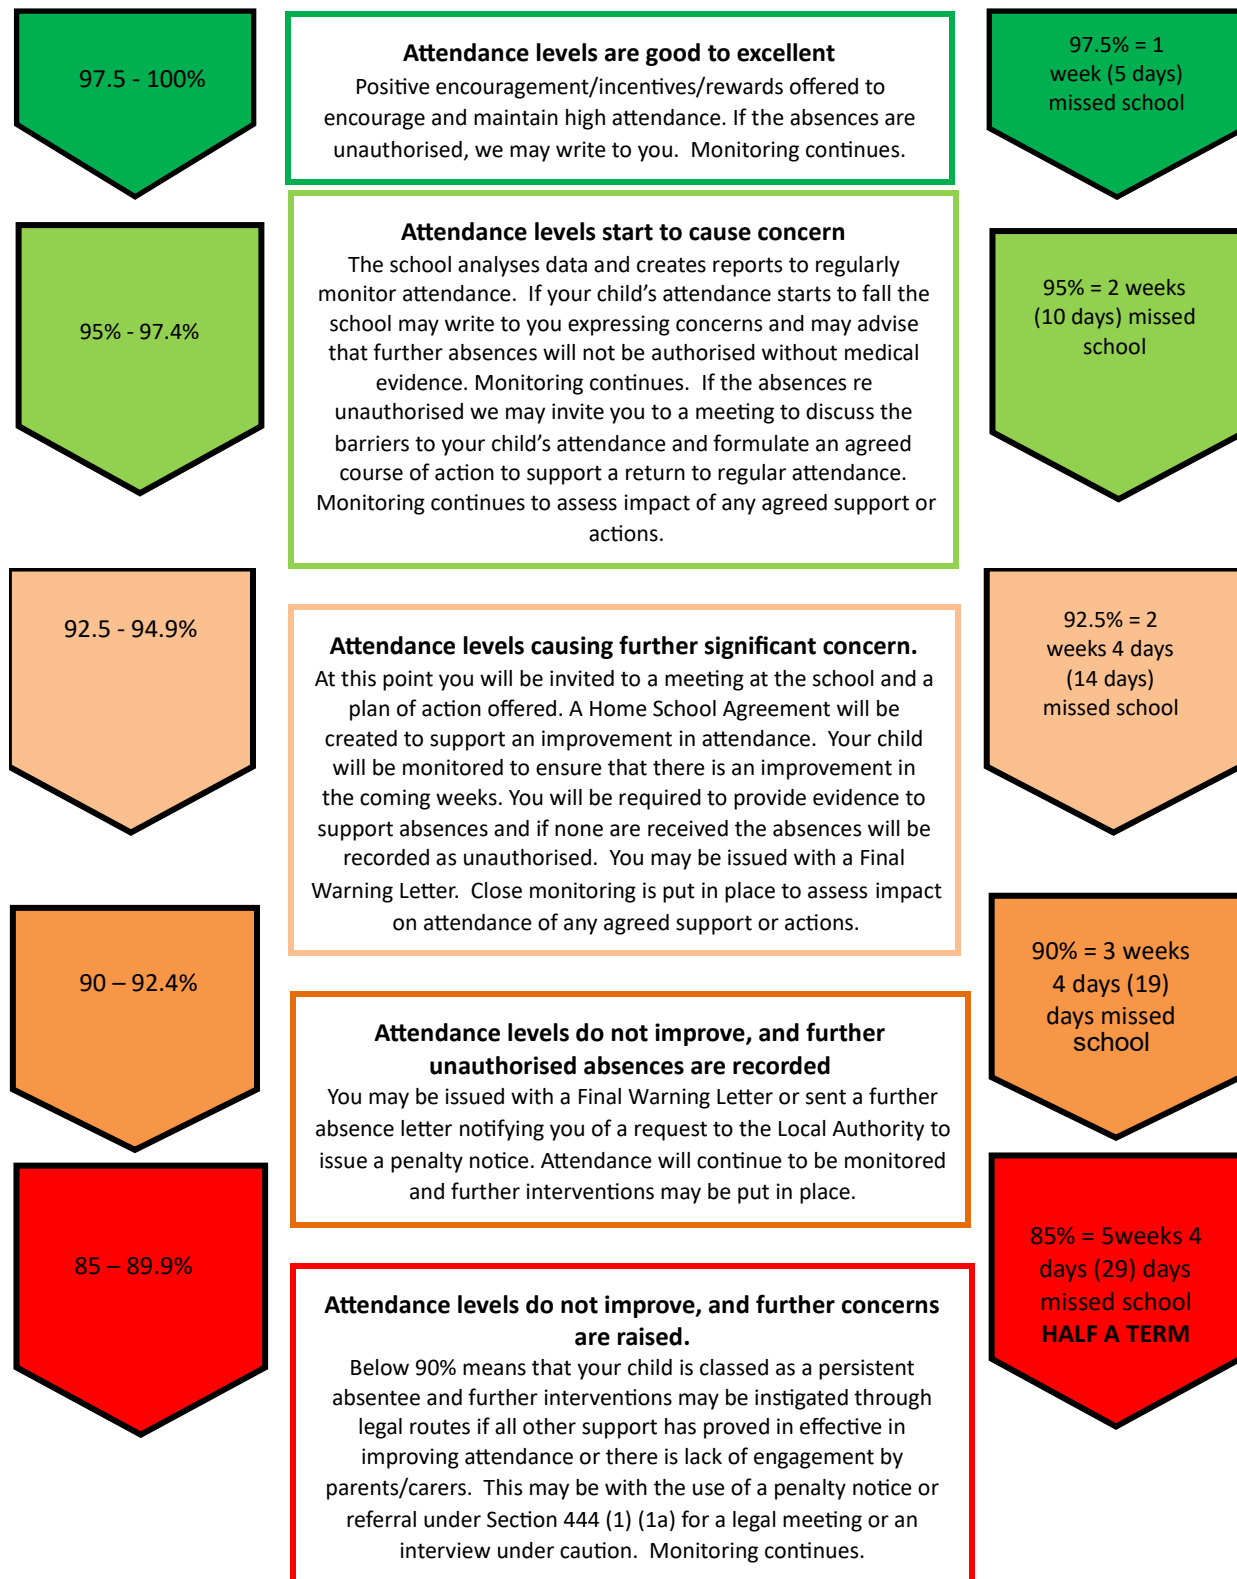 97.5 - 100%
Attendance levels are good to excellent
Positive encouragement/incentives/rewards offered to
encourage and maintain high attendance. If the absences are
unauthorised, we may write to you.  Monitoring continues.
97.5% = 1
week (5 days)
missed school
95% - 97.4%
Attendance levels start to cause concern
The school analyses data and creates reports to regularly
monitor attendance.  If your child's attendance starts to fall the
school may write to you expressing concerns and may advise
that further absences will not be authorised without medical
evidence. Monitoring continues.  If the absences re
unauthorised we may invite you to a meeting to discuss the
barriers to your child's attendance and formulate an agreed
course of action to support a return to regular attendance.
Monitoring continues to assess impact of any agreed support or
actions.
95% = 2 weeks
(10 days) missed
school
92.5 - 94.9%
Attendance levels causing further significant concern.
At this point you will be invited to a meeting at the school and a
plan of action offered. A Home School Agreement will be
created to support an improvement in attendance.  Your child
will be monitored to ensure that there is an improvement in
the coming weeks. You will be required to provide evidence to
support absences and if none are received the absences will be
recorded as unauthorised.  You may be issued with a Final
Warning Letter.  Close monitoring is put in place to assess impact
on attendance of any agreed support or actions.
92.5% = 2
weeks 4 days
(14 days)
missed school
90 – 92.4%
Attendance levels do not improve, and further
unauthorised absences are recorded
You may be issued with a Final Warning Letter or sent a further
absence letter notifying you of a request to the Local Authority to
issue a penalty notice. Attendance will continue to be monitored
and further interventions may be put in place.
90% = 3 weeks
4 days (19)
days missed
school
85 – 89.9%
Attendance levels do not improve, and further concerns
are raised.
Below 90% means that your child is classed as a persistent
absentee and further interventions may be instigated through
legal routes if all other support has proved in effective in
improving attendance or there is lack of engagement by
parents/carers.  This may be with the use of a penalty notice or
referral under Section 444 (1) (1a) for a legal meeting or an
interview under caution.  Monitoring continues.
85% = 5weeks 4
days (29) days
missed school
HALF A TERM